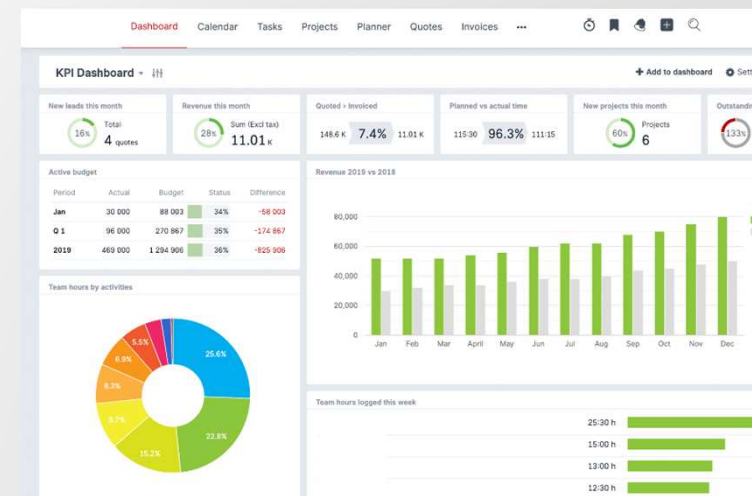 Dashboard Calendar Tasks Projects Planner Quotes Invoices
KPI Dashboard
+ Add to dashboard Sett
New leads this month
16%
Total
4 quotes
Revenue this month
28%
Sum (Excl tax)
11.01 K
Quoted > Invoiced
148.6 K 7.4% 11.01 K
Planned vs actual time
115:30 96.3% 111:15
New projects this month
60%
Projects
6
Outstandin
133%
Active budget
Period Actual Budget Status Difference
Jan 30 000 88 003 34% -58 003
Q 1 96 000 270 867 35% -174 867
2019 469 000 1 294 906 36% -825 906
Revenue 2019 vs 2018
80,000
60,000
40,000
20,000
0
Jan Feb Mar April May Jun Jul Aug Sep Oct Nov Dec
Team hours by activities
5.5%
6.9%
8.3%
9.7%
15.2%
22.8%
25.6%
Team hours logged this week
25:30 h
15:00 h
13:00 h
12:30 h